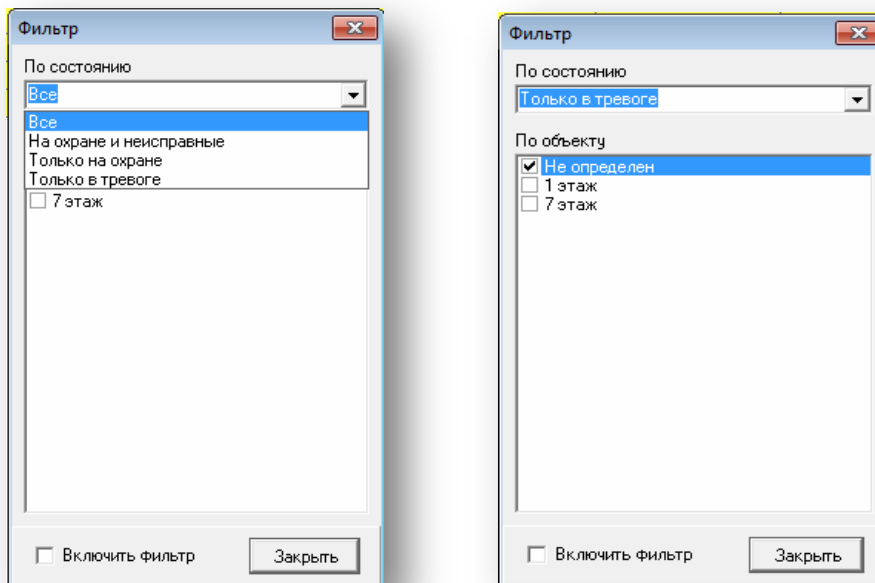 Фильтр
По состоянию
Все
Все
На охране и неисправные
Только на охране
Только в тревоге
7 этаж
Включить фильтр
Закрыть
Фильтр
По состоянию
Только в тревоге
По объекту
Не определен
1 этаж
7 этаж
Включить фильтр
Закрыть